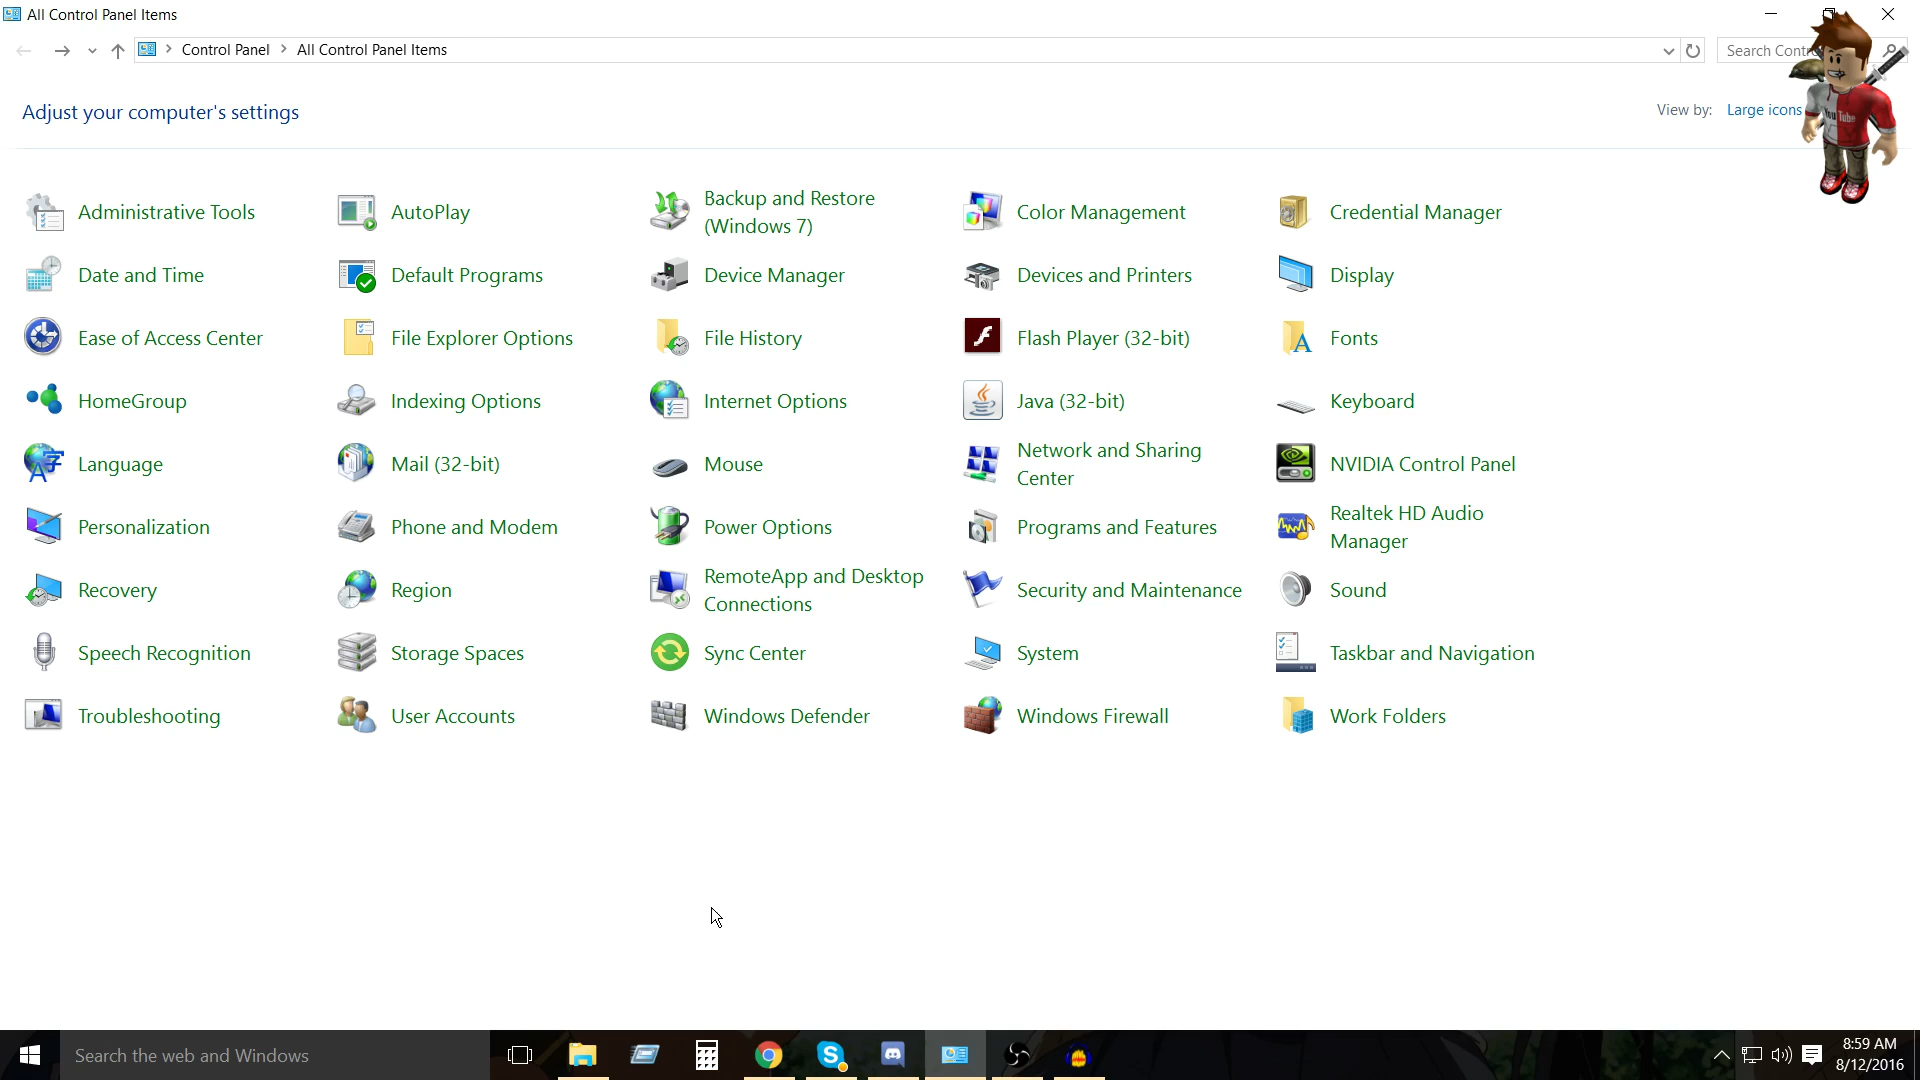 All Control Panel Items
Control Panel > All Control Panel Items
Search Contr
Adjust your computer's settings
View by: Large icons
You Tube
Administrative Tools
AutoPlay
Backup and Restore
(Windows 7)
Color Management
Credential Manager
Date and Time
Default Programs
Device Manager
Devices and Printers
Display
Ease of Access Center
File Explorer Options
File History
Flash Player (32-bit)
Fonts
HomeGroup
Indexing Options
Internet Options
Java (32-bit)
Keyboard
Language
Mail (32-bit)
Mouse
Network and Sharing
Center
NVIDIA Control Panel
Personalization
Phone and Modem
Power Options
Programs and Features
Realtek HD Audio
Manager
Recovery
Region
RemoteApp and Desktop
Connections
Security and Maintenance
Sound
Speech Recognition
Storage Spaces
Sync Center
System
Taskbar and Navigation
Troubleshooting
User Accounts
Windows Defender
Windows Firewall
Work Folders
Search the web and Windows
8:59 AM
8/12/2016